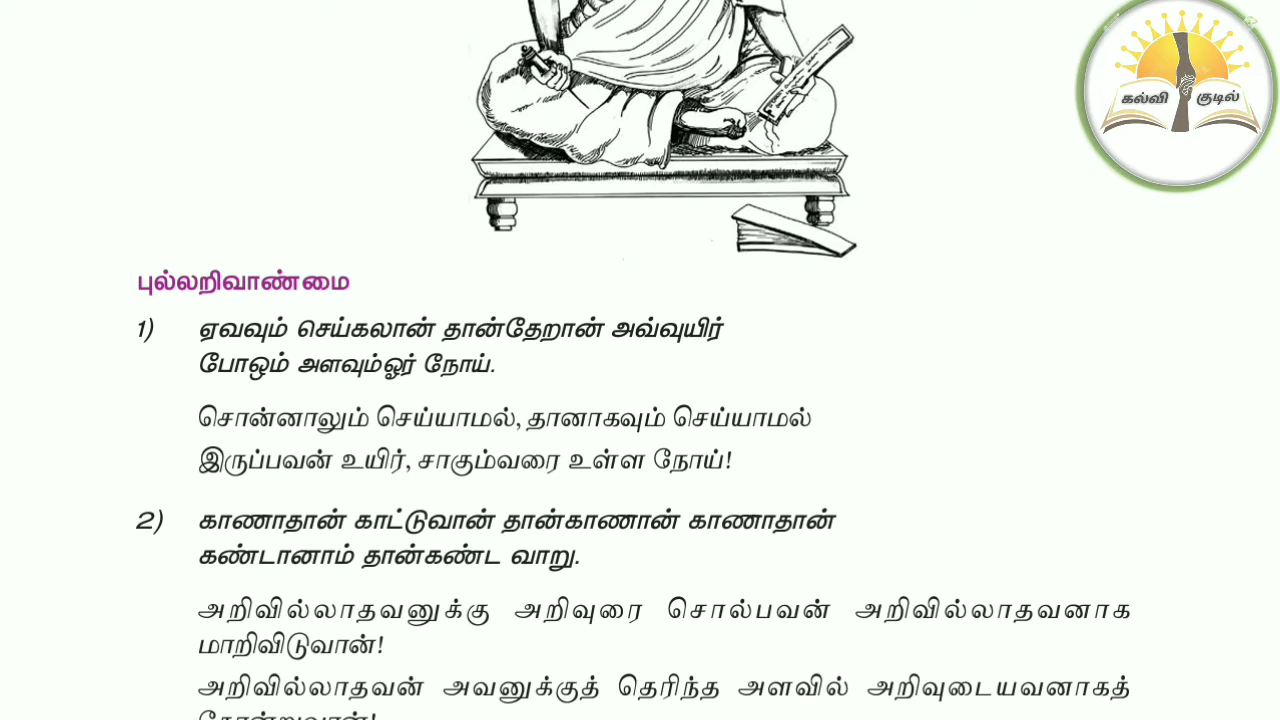 கல்வி குடில்
புல்லறிவாண்மை
1) ஏவவும் செய்கலான் தான்தேறான் அவ்வுயிர்
போஒம் அளவும்ஓர் நோய்.
சொன்னாலும் செய்யாமல், தானாகவும் செய்யாமல்
இருப்பவன் உயிர், சாகும்வரை உள்ள நோய்!
2) காணாதான் காட்டுவான் தான்காணான் காணாதான்
கண்டானாம் தான்கண்ட வாறு.
அறிவில்லாதவனுக்கு அறிவுரை சொல்பவன் அறிவில்லாதவனாக
மாறிவிடுவான்!
அறிவில்லாதவன் அவனுக்குத் தெரிந்த அளவில் அறிவுடையவனாகத்